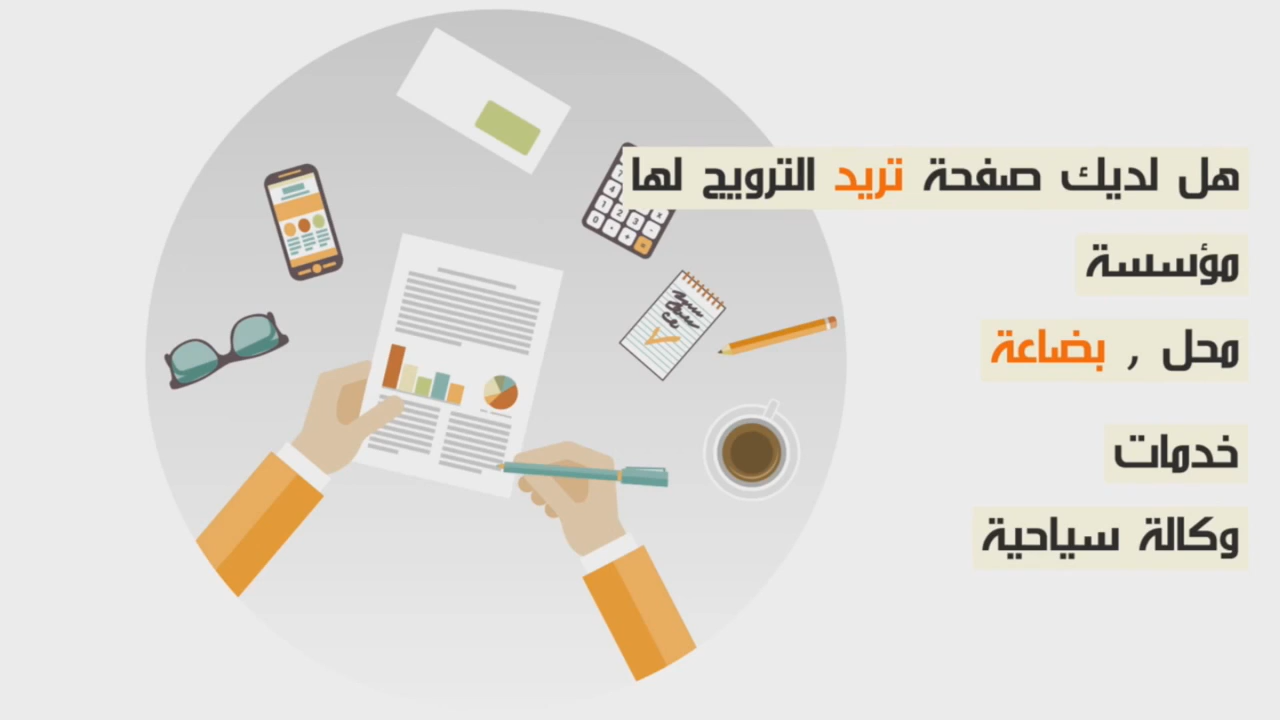 هل لديك صفحة تريد الترويج لها
مؤسسة
محل , بضاعة
خدمات
وكالة سياحية